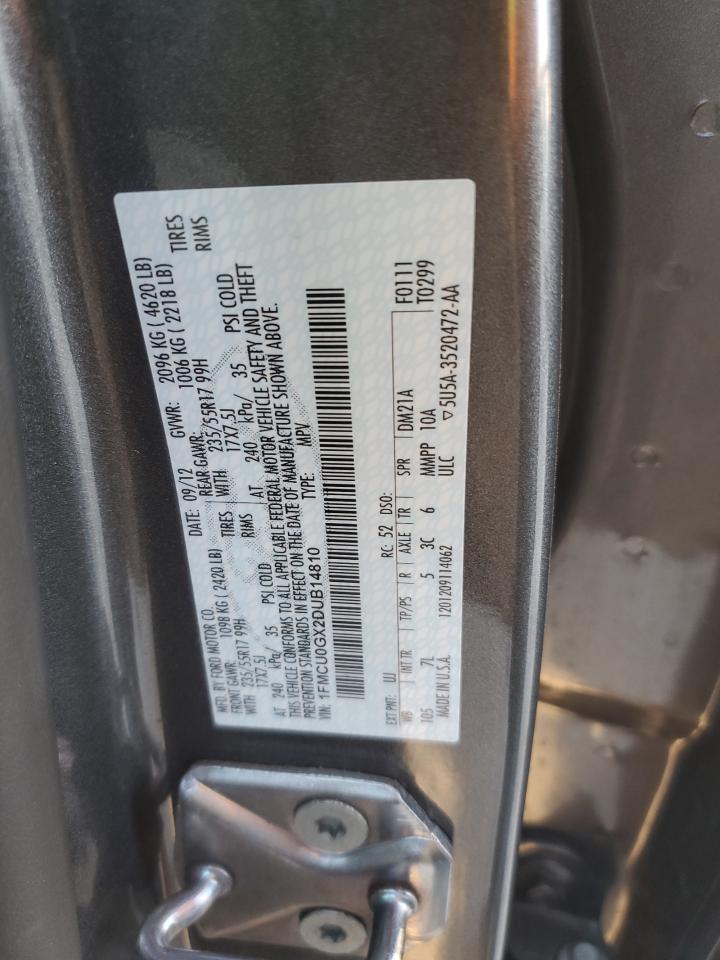 MFG. BY FORD MOTOR CO.
DATE: 09/12 GVWR: 2096 KG ( 4620 LB)
FRONT GAWR: 1098 KG ( 2420 LB) REAR GAWR: 1006 KG ( 2218 LB)
WITH 235/55R17 99H TIRES WITH 235/55R17 99H TIRES
17X7.5J RIMS 17X7.5J RIMS
AT 240 kPa/ 35 PSI COLD AT 240 kPa/ 35 PSI COLD
THIS VEHICLE CONFORMS TO ALL APPLICABLE FEDERAL MOTOR VEHICLE SAFETY AND THEFT
PREVENTION STANDARDS IN EFFECT ON THE DATE OF MANUFACTURE SHOWN ABOVE.
VIN: 1FMCU0GX2DUB14810 TYPE: MPV
EXT PNT: UJ RC: 52 DSO: F0111
WB INT TR TP/PS R AXLE TR SPR DM21A T0299
105 7L 5 3C 6 MMPP 10A
MADE IN U.S.A. 1201209114062 ULC ▽5U5A-3520472-AA